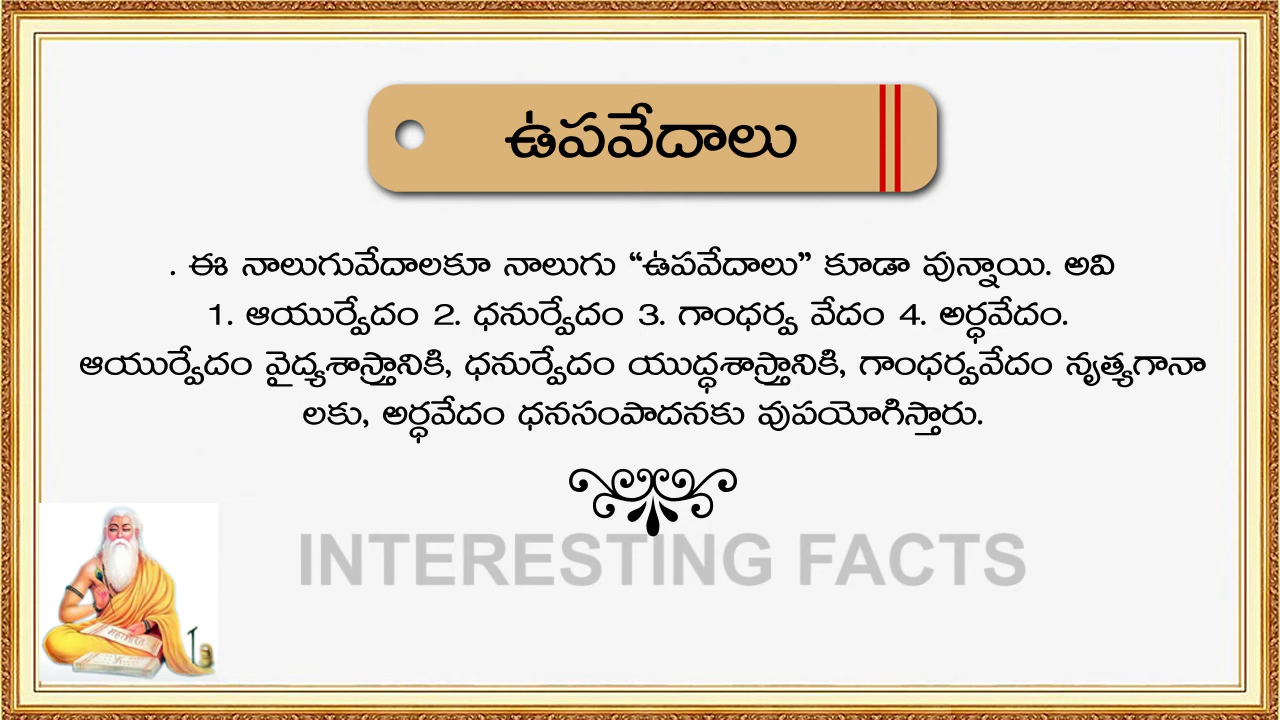 ఉపవేదాలు
. ఈ నాలుగువేదాలకూ నాలుగు “ఉపవేదాలు” కూడా వున్నాయి. అవి
1. ఆయుర్వేదం 2. ధనుర్వేదం 3. గాంధర్వ వేదం 4. అర్ధవేదం.
ఆయుర్వేదం వైద్యశాస్త్రానికి, ధనుర్వేదం యుద్ధశాస్త్రానికి, గాంధర్వవేదం నృత్యగానా
లకు, అర్ధవేదం ధనసంపాదనకు వుపయోగిస్తారు.
INTERESTING FACTS